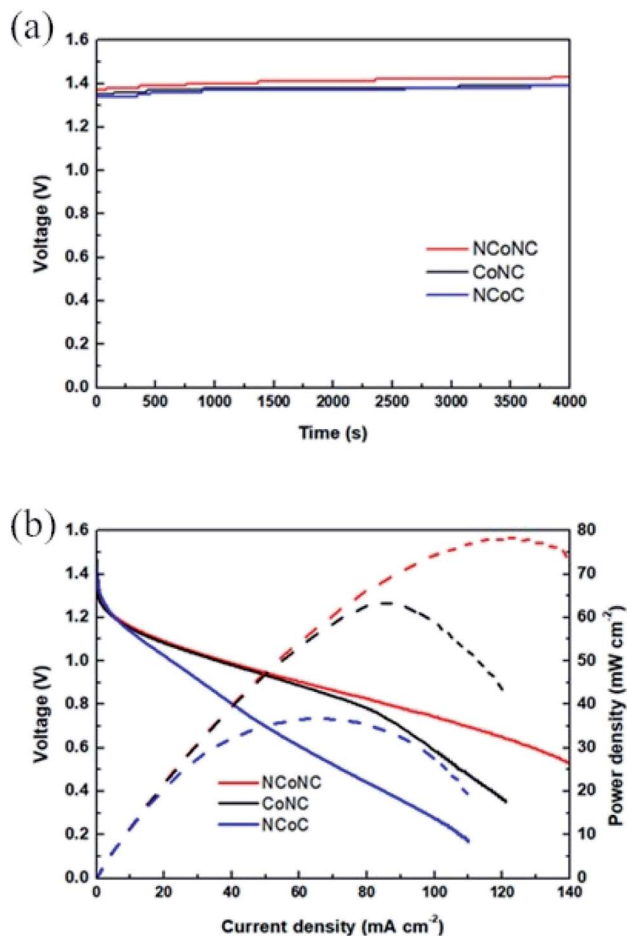 (a)
1.6
1.4
1.2
1.0
0.8
0.6
0.4
0.2
0.0
Voltage (V)
NCoNC
CoNC
NCoC
0 500 1000 1500 2000 2500 3000 3500 4000
Time (s)
(b)
1.6
1.4
1.2
1.0
0.8
0.6
0.4
0.2
0.0
Voltage (V)
NCoNC
CoNC
NCoC
80
70
60
50
40
30
20
10
0
Power density (mW cm⁻²)
0 20 40 60 80 100 120 140
Current density (mA cm⁻²)